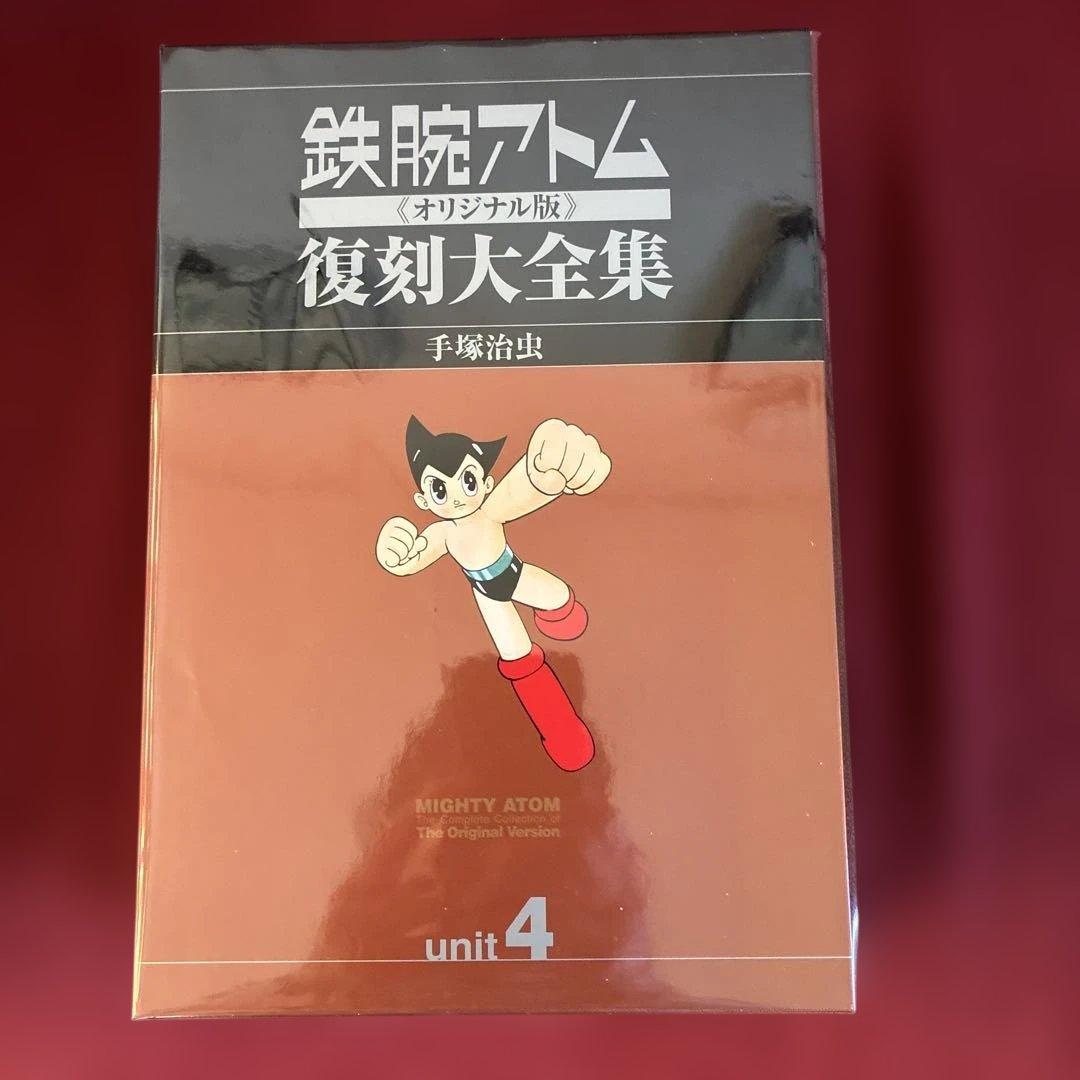 鉄腕アトム
《オリジナル版》
復刻大全集
手塚治虫
MIGHTY ATOM
The Complete Collection of
The Original Version
unit 4